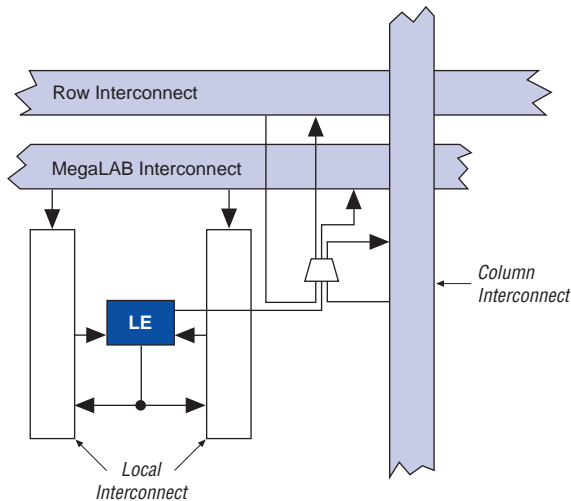 Row Interconnect
MegaLAB Interconnect
Column
Interconnect
LE
Local
Interconnect